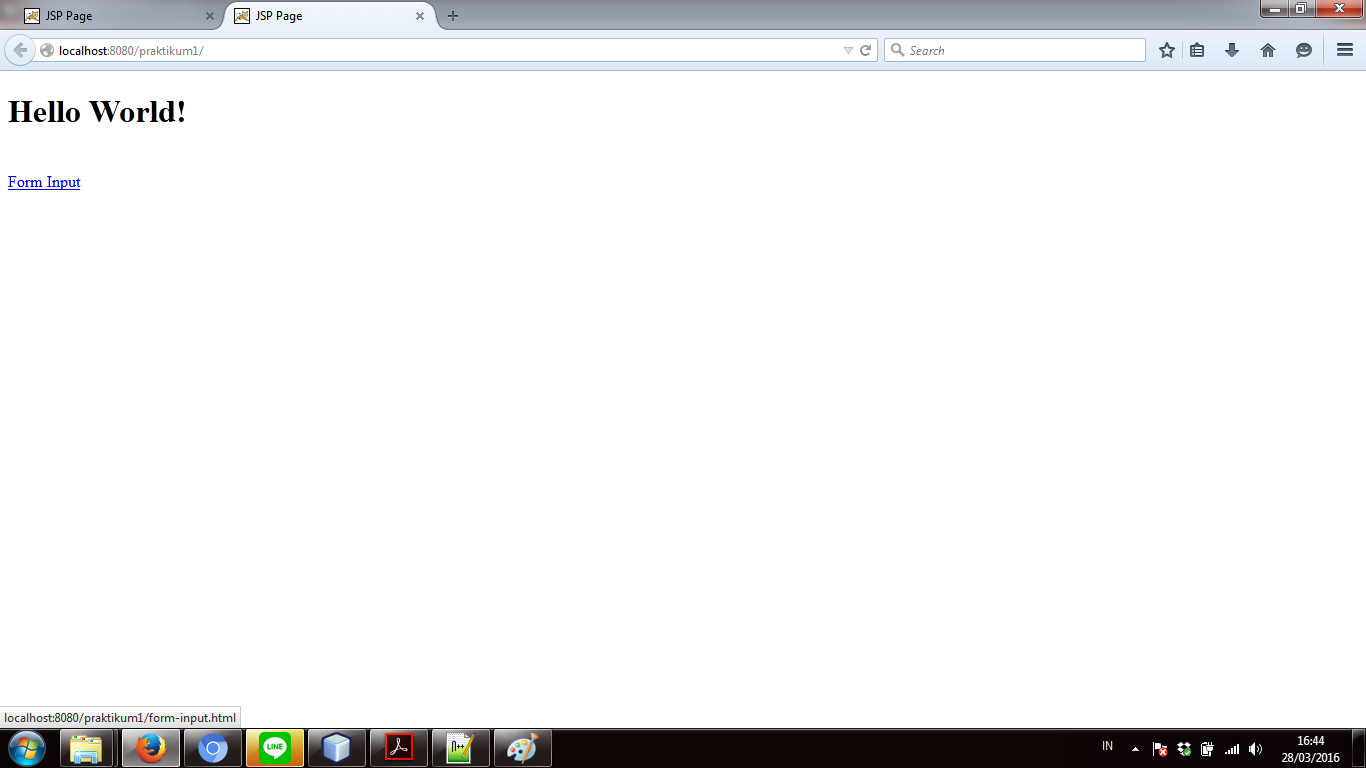 JSP Page
JSP Page
localhost:8080/praktikum1/
Search
Hello World!
Form Input
localhost:8080/praktikum1/form-input.html
LINE
IN
16:44
28/03/2016